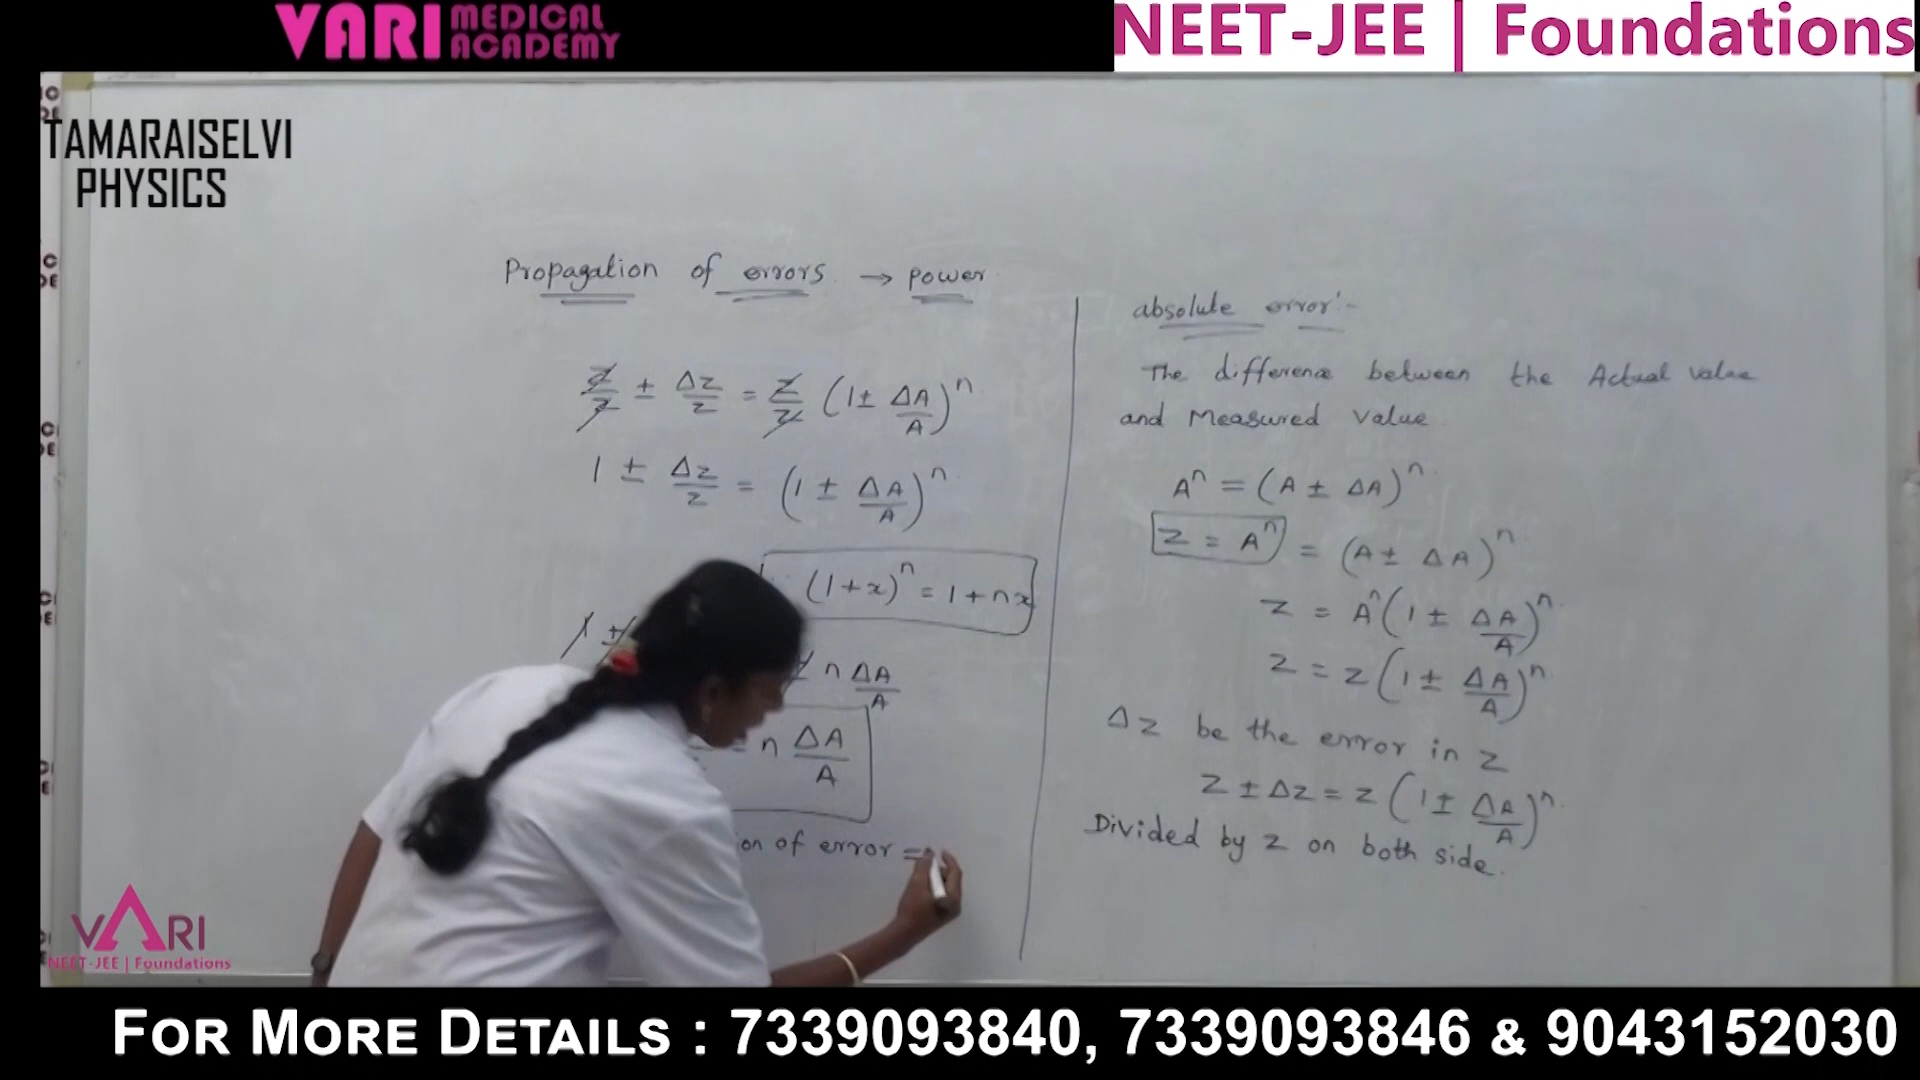 VARI MEDICAL ACADEMY
NEET-JEE | Foundations
TAMARAISELVI
PHYSICS
Propagation of errors → power
z/z ± Δz/z = z/z (1 ± ΔA/A)^n
1 ± Δz/z = (1 ± ΔA/A)^n
(1+x)^n = 1+nx
1 ±
n ΔA/A
= n ΔA/A
of error =
absolute error:-
The difference between the Actual value
and Measured value
A^n = (A ± ΔA)^n
Z = A^n = (A ± ΔA)^n
Z = A^n (1 ± ΔA/A)^n
Z = Z (1 ± ΔA/A)^n
ΔZ be the error in Z
Z ± ΔZ = Z (1 ± ΔA/A)^n
Divided by Z on both side.
VARI
NEET-JEE | Foundations
FOR MORE DETAILS : 7339093840, 7339093846 & 9043152030